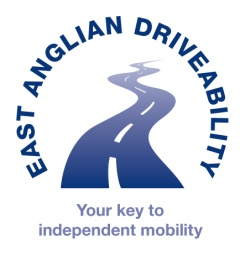 EAST ANGLIAN DRIVEABILITY
Your key to
independent mobility